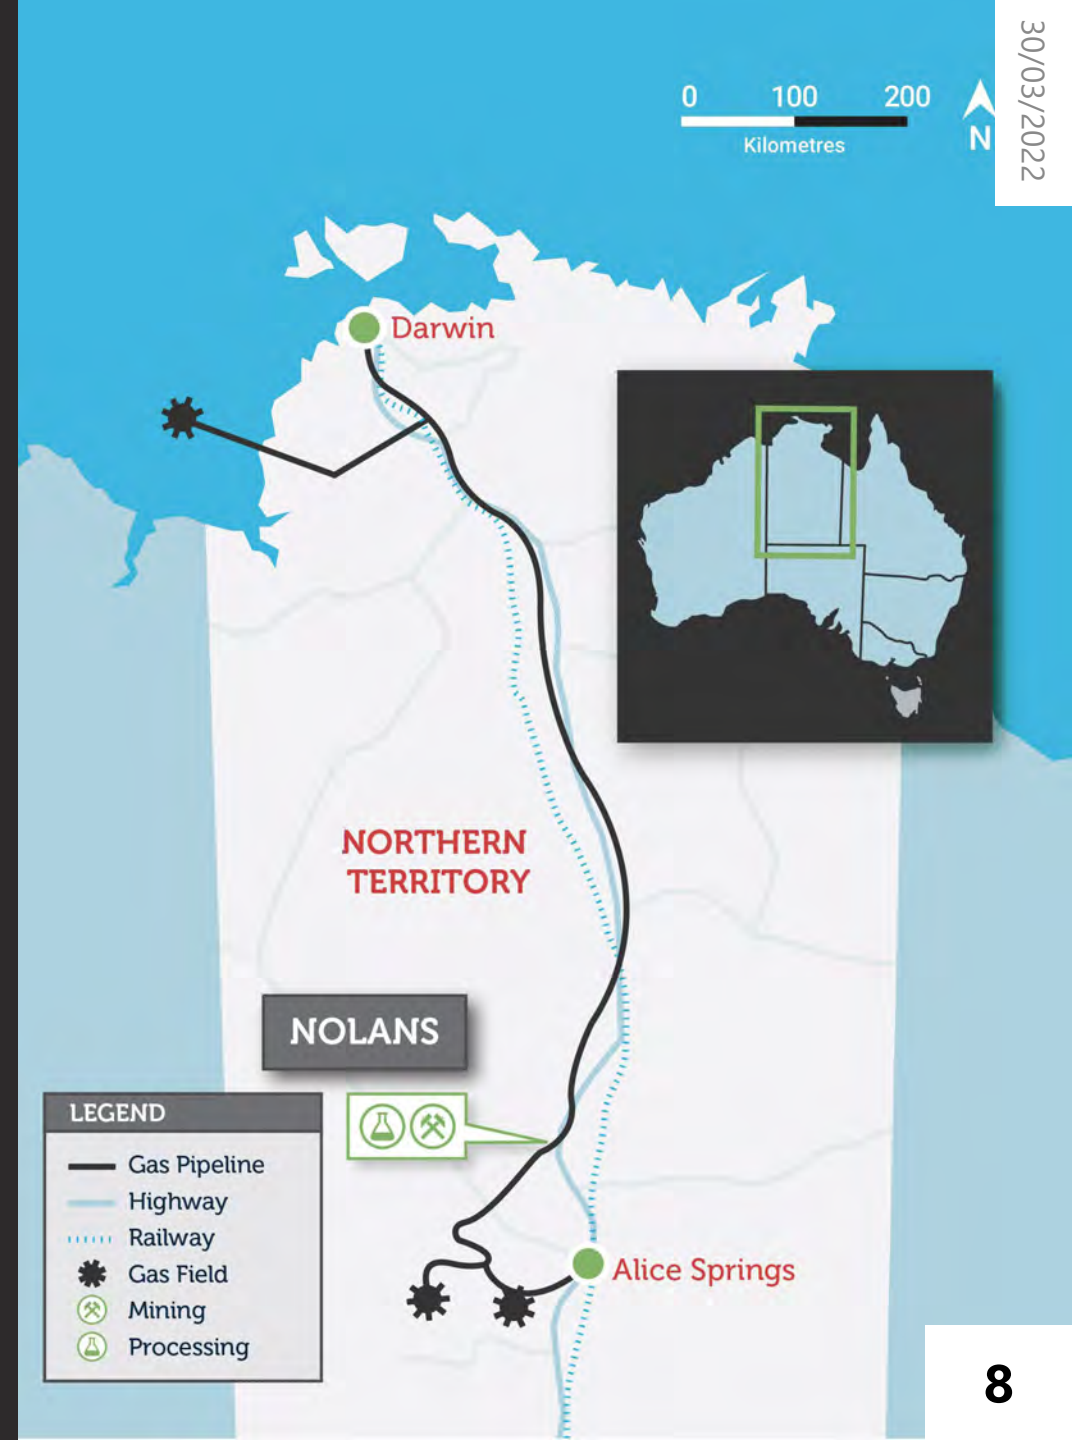 30/03/2022
0 100 200
Kilometres
N
Darwin
NORTHERN
TERRITORY
NOLANS
LEGEND
Gas Pipeline
Highway
Railway
Gas Field
Mining
Processing
Alice Springs
8